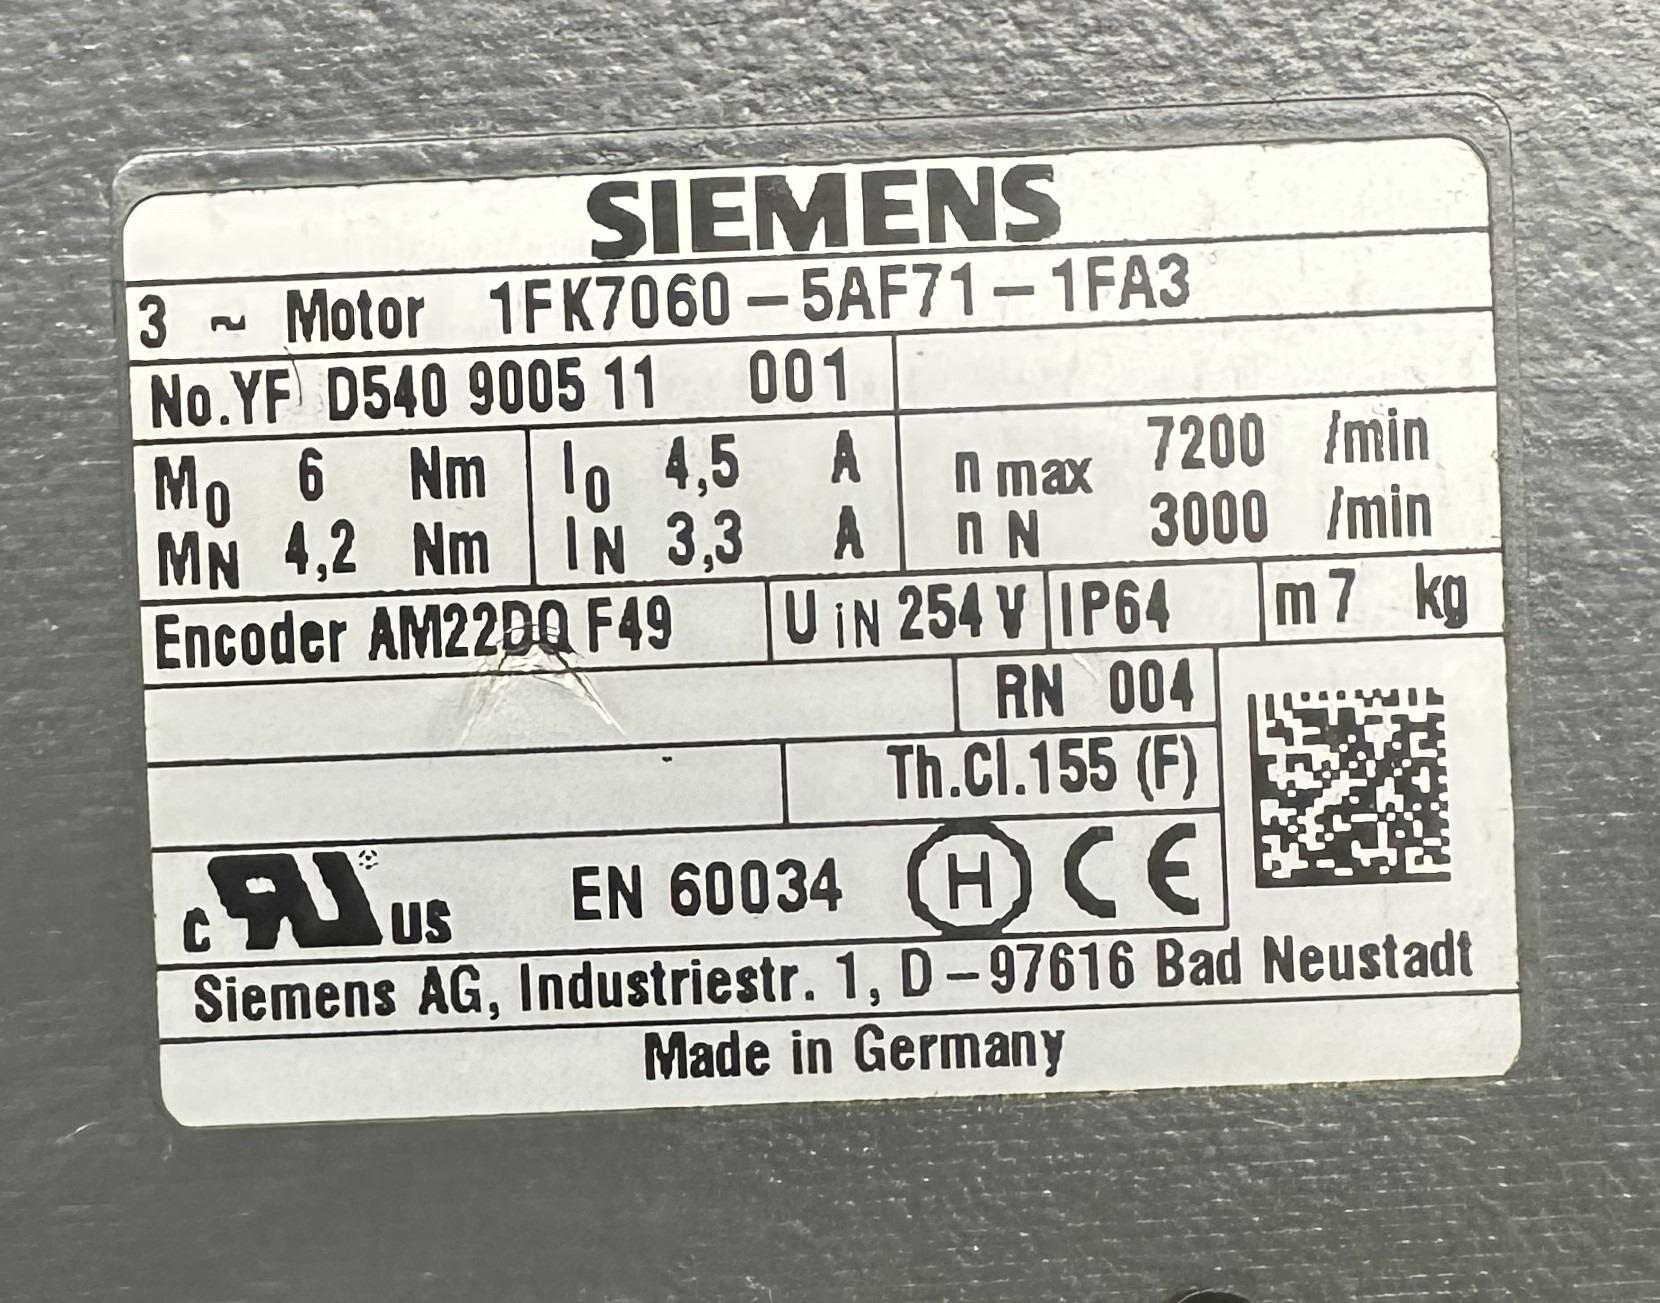 SIEMENS
3 ~ Motor 1FK7060-5AF71-1FA3
No.YF D540 9005 11 001
M0 6 Nm I0 4,5 A n max 7200 /min
MN 4,2 Nm IN 3,3 A n N 3000 /min
Encoder AM22DQ F49 U iN 254 V IP64 m 7 kg
RN 004
Th.Cl.155 (F)
c RU US EN 60034 H CE
Siemens AG, Industriestr. 1, D-97616 Bad Neustadt
Made in Germany